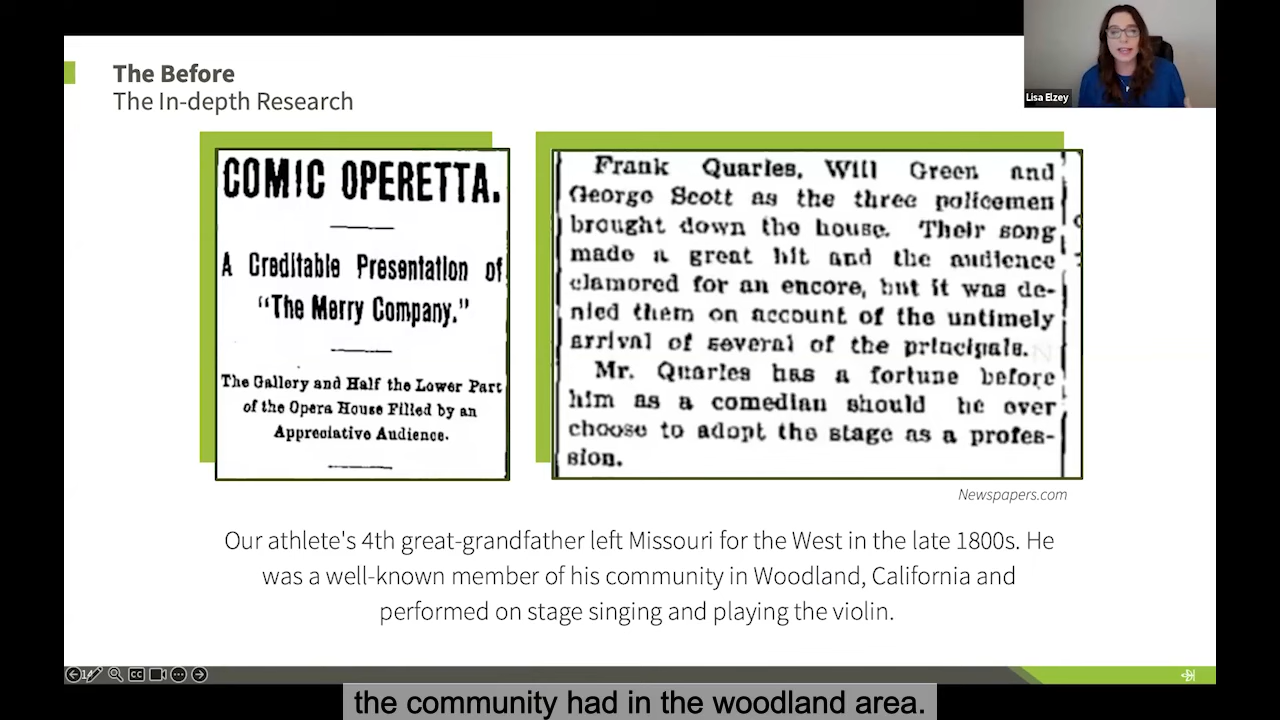 The Before
The In-depth Research
Lisa Elzey
COMIC OPERETTA.
A Creditable Presentation of
"The Merry Company."
The Gallery and Half the Lower Part
of the Opera House Filled by an
Appreciative Audience.
Frank Quarles, Will Green and
George Scott as the three policemen
brought down the house. Their song
made a great hit and the audience
clamored for an encore, but it was de-
nied them on account of the untimely
arrival of several of the principals.
Mr. Quarles has a fortune before
him as a comedian should he ever
choose to adopt the stage as a profes-
sion.
Newspapers.com
Our athlete's 4th great-grandfather left Missouri for the West in the late 1800s. He
was a well-known member of his community in Woodland, California and
performed on stage singing and playing the violin.
14
CC
the community had in the woodland area.